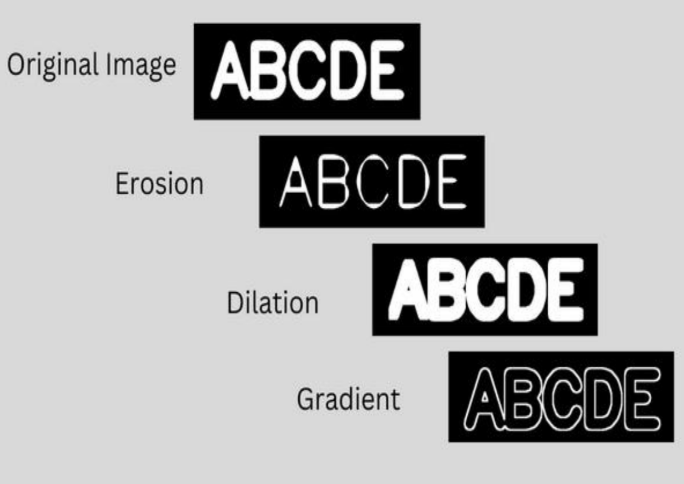 Original Image ABCDE
Erosion ABCDE
Dilation ABCDE
Gradient ABCDE